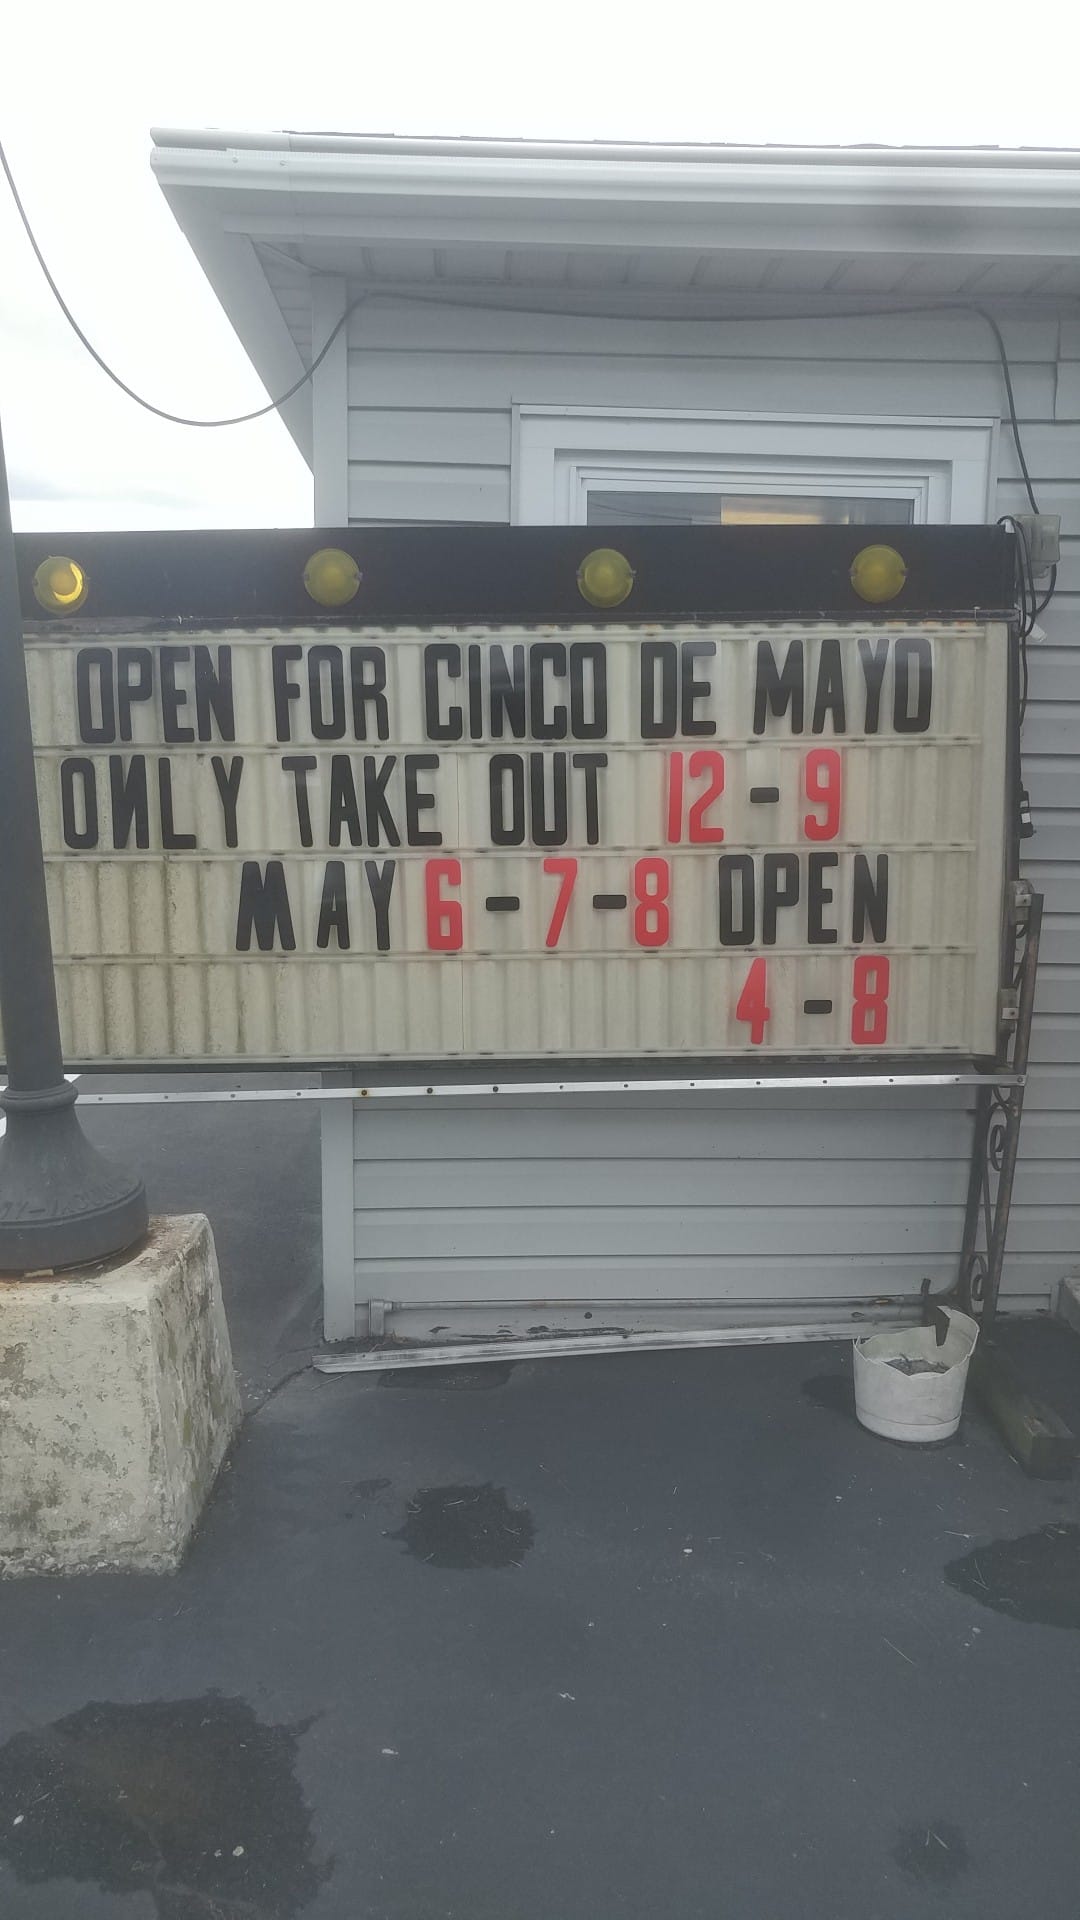 OPEN FOR CINCO DE MAYO
ONLY TAKE OUT 12-9
MAY 6-7-8 OPEN
4-8